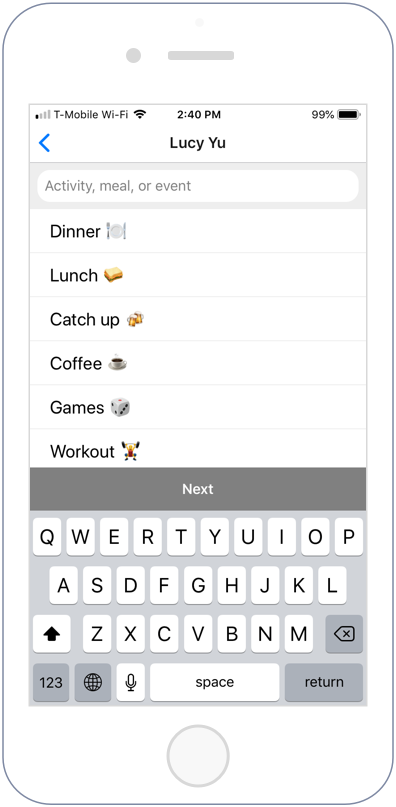 T-Mobile Wi-Fi 2:40 PM 99%
Lucy Yu
Activity, meal, or event
Dinner 🍽️
Lunch 🥪
Catch up 🍻
Coffee ☕
Games 🎲
Workout 🏋️
Next
Q W E R T Y U I O P
A S D F G H J K L
Z X C V B N M
123 space return